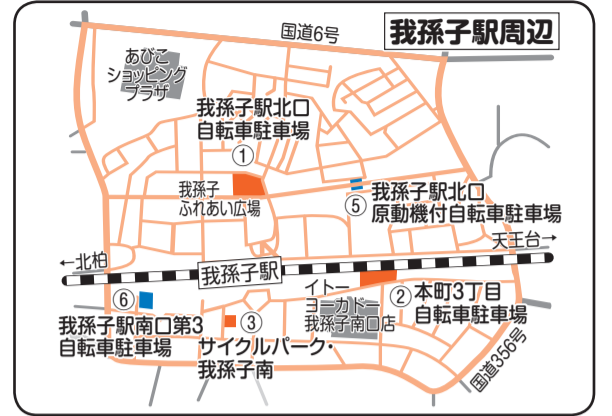 我孫子駅周辺
国道6号
あびこ
ショッピング
プラザ
我孫子駅北口
自転車駐車場
①
我孫子
ふれあい広場
⑤
我孫子駅北口
原動機付自転車駐車場
天王台→
←北柏
我孫子駅
イトー
ヨーカドー
我孫子南口店
②
本町3丁目
自転車駐車場
⑥
我孫子駅南口第3
自転車駐車場
③
サイクルパーク・
我孫子南
国道356号